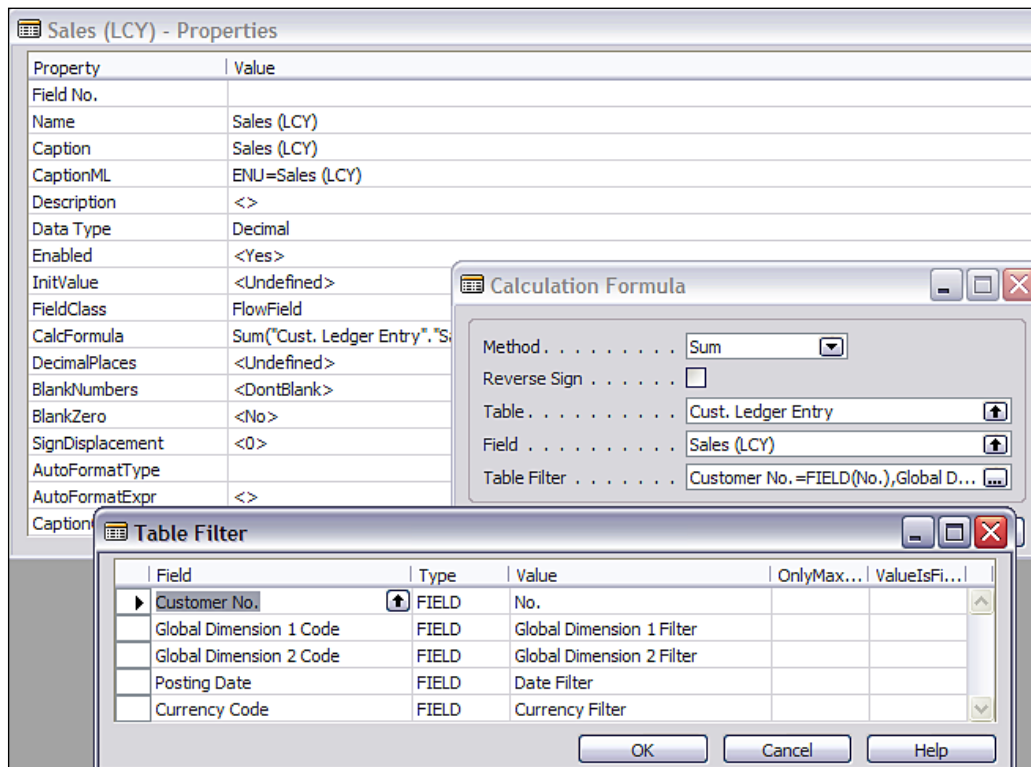 Sales (LCY) - Properties
Property Value
Field No.
Name Sales (LCY)
Caption Sales (LCY)
CaptionML ENU=Sales (LCY)
Description <>
Data Type Decimal
Enabled <Yes>
InitValue <Undefined>
FieldClass FlowField
CalcFormula Sum("Cust. Ledger Entry"."Sa
DecimalPlaces <Undefined>
BlankNumbers <DontBlank>
BlankZero <No>
SignDisplacement <0>
AutoFormatType
AutoFormatExpr <>
Caption
Calculation Formula
Method. . . . . . . . . Sum
Reverse Sign . . . . . .
Table. . . . . . . . . . Cust. Ledger Entry
Field . . . . . . . . . . Sales (LCY)
Table Filter . . . . . . . Customer No.=FIELD(No.),Global D... ...
Table Filter
Field Type Value OnlyMax... ValueIsFi...
Customer No. FIELD No.
Global Dimension 1 Code FIELD Global Dimension 1 Filter
Global Dimension 2 Code FIELD Global Dimension 2 Filter
Posting Date FIELD Date Filter
Currency Code FIELD Currency Filter
OK Cancel Help